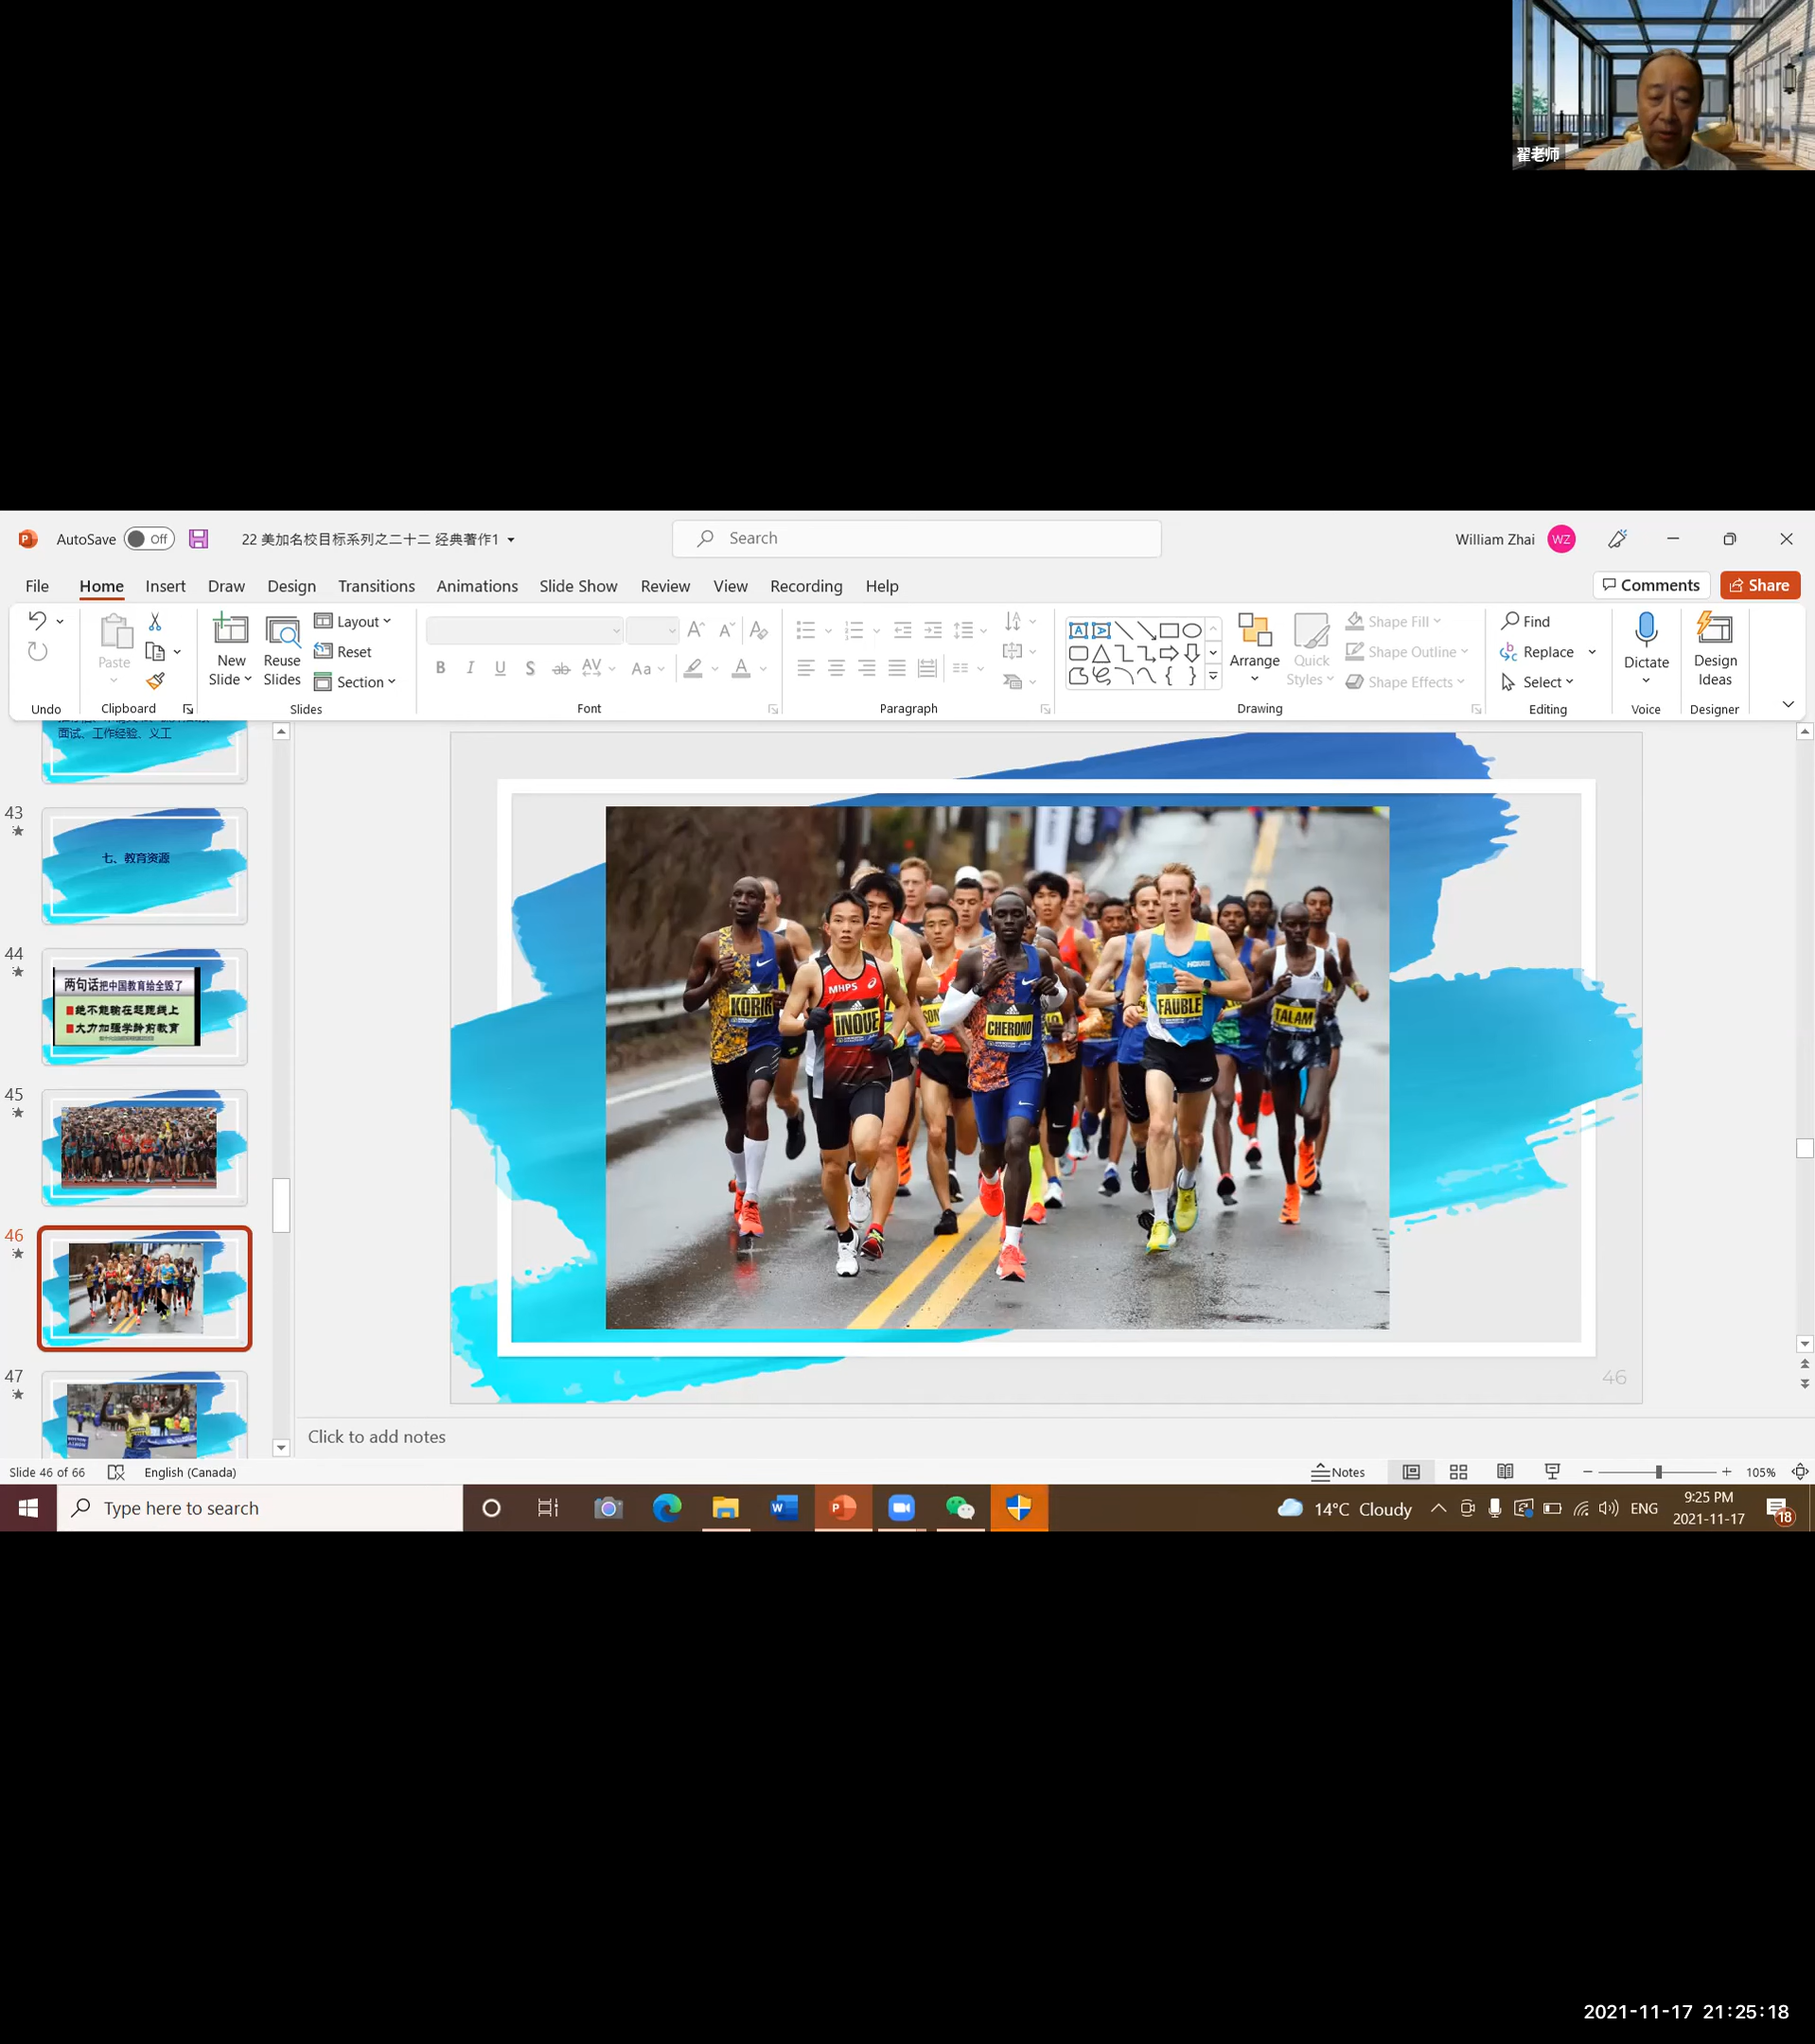 翟老师
AutoSave Off 22 美加名校目标系列之二十二 经典著作1 Search William Zhai WZ
File Home Insert Draw Design Transitions Animations Slide Show Review View Recording Help Comments Share
Undo
Paste
Clipboard
New Slide
Reuse Slides
Layout
Reset
Section
Slides
B I U S ab AV Aa A
Font
Paragraph
Arrange
Quick Styles
Shape Fill
Shape Outline
Shape Effects
Drawing
Find
Replace
Select
Editing
Dictate
Voice
Design Ideas
Designer
面试、工作经验、义工
43
七、教育资源
44
两句话把中国教育给全毁了
绝不能输在起跑线上
大力加强学龄前教育
45
46
47
KORIR
MHPS
INOUE
CHERONO
FAUBLE
TALAM
46
Click to add notes
Slide 46 of 66 English (Canada) Notes 105%
Type here to search 14°C Cloudy ENG 9:25 PM
2021-11-17 18
2021-11-17 21:25:18